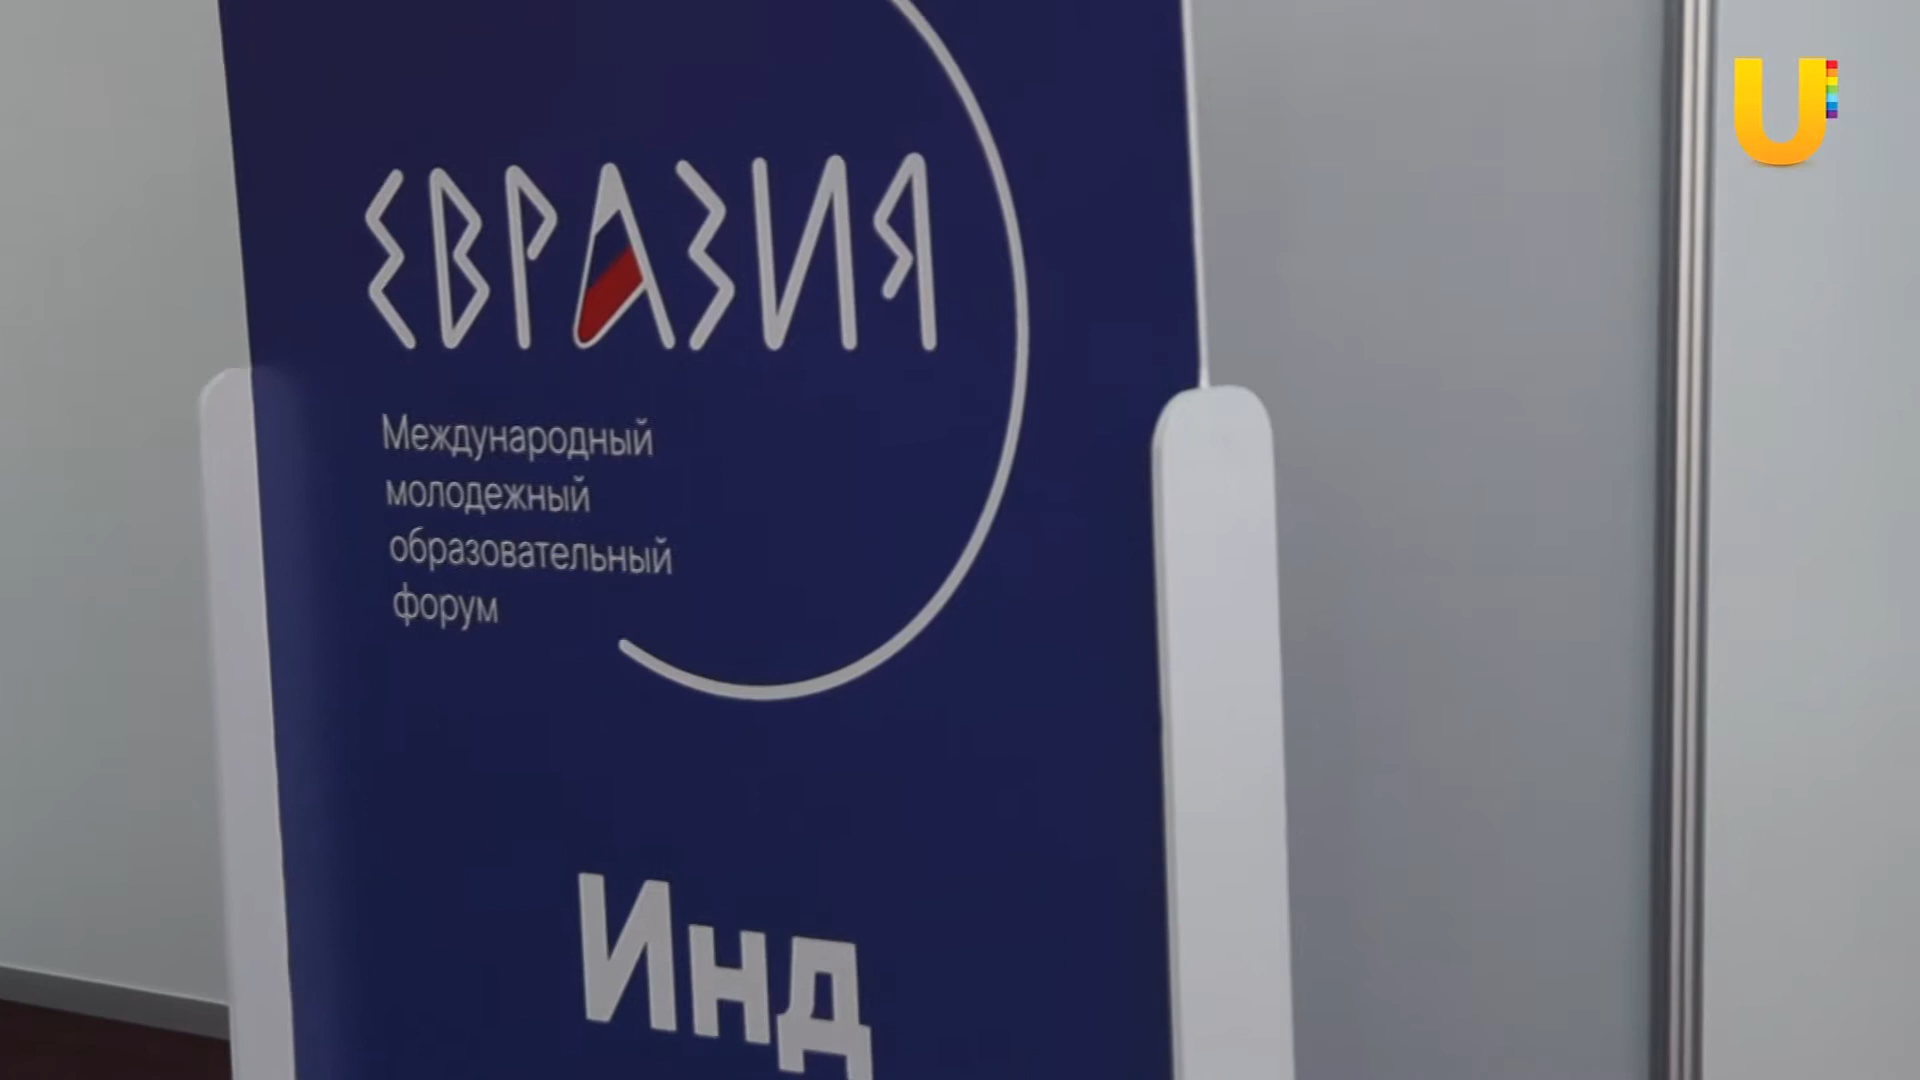 ЕВРАЗИЯ
Международный
молодежный
образовательный
форум
Инд
U